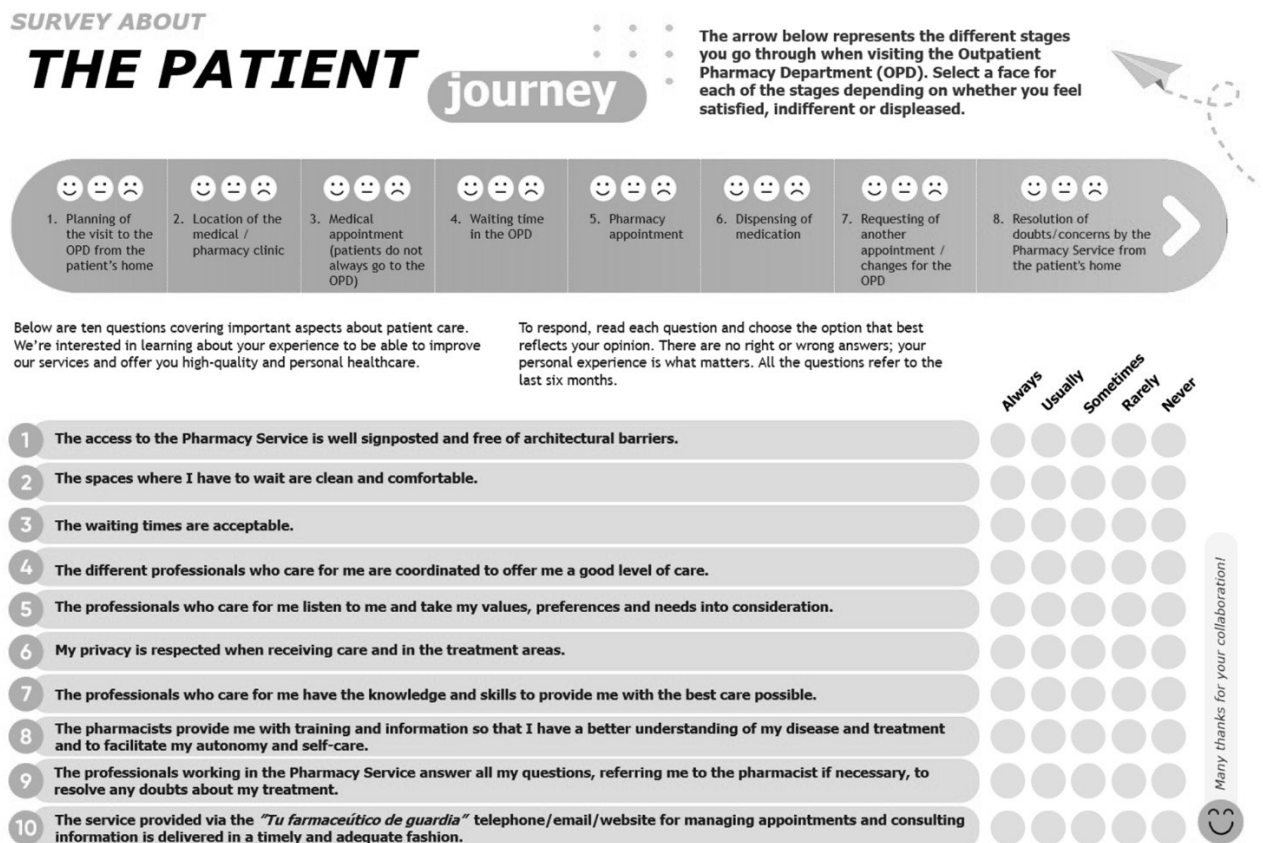 SURVEY ABOUT
THE PATIENT
journey
The arrow below represents the different stages
you go through when visiting the Outpatient
Pharmacy Department (OPD). Select a face for
each of the stages depending on whether you feel
satisfied, indifferent or displeased.
1. Planning of
the visit to the
OPD from the
patient's home
2. Location of the
medical /
pharmacy clinic
3. Medical
appointment
(patients do not
always go to the
OPD)
4. Waiting time
in the OPD
5. Pharmacy
appointment
6. Dispensing of
medication
7. Requesting of
another
appointment /
changes for the
OPD
8. Resolution of
doubts/concerns by the
Pharmacy Service from
the patient's home
Below are ten questions covering important aspects about patient care.
We're interested in learning about your experience to be able to improve
our services and offer you high-quality and personal healthcare.
To respond, read each question and choose the option that best
reflects your opinion. There are no right or wrong answers; your
personal experience is what matters. All the questions refer to the
last six months.
Always
Usually
Sometimes
Rarely
Never
1 The access to the Pharmacy Service is well signposted and free of architectural barriers.
2 The spaces where I have to wait are clean and comfortable.
3 The waiting times are acceptable.
4 The different professionals who care for me are coordinated to offer me a good level of care.
5 The professionals who care for me listen to me and take my values, preferences and needs into consideration.
6 My privacy is respected when receiving care and in the treatment areas.
7 The professionals who care for me have the knowledge and skills to provide me with the best care possible.
8 The pharmacists provide me with training and information so that I have a better understanding of my disease and treatment
and to facilitate my autonomy and self-care.
9 The professionals working in the Pharmacy Service answer all my questions, referring me to the pharmacist if necessary, to
resolve any doubts about my treatment.
10 The service provided via the "Tu farmaceútico de guardia" telephone/email/website for managing appointments and consulting
information is delivered in a timely and adequate fashion.
Many thanks for your collaboration!